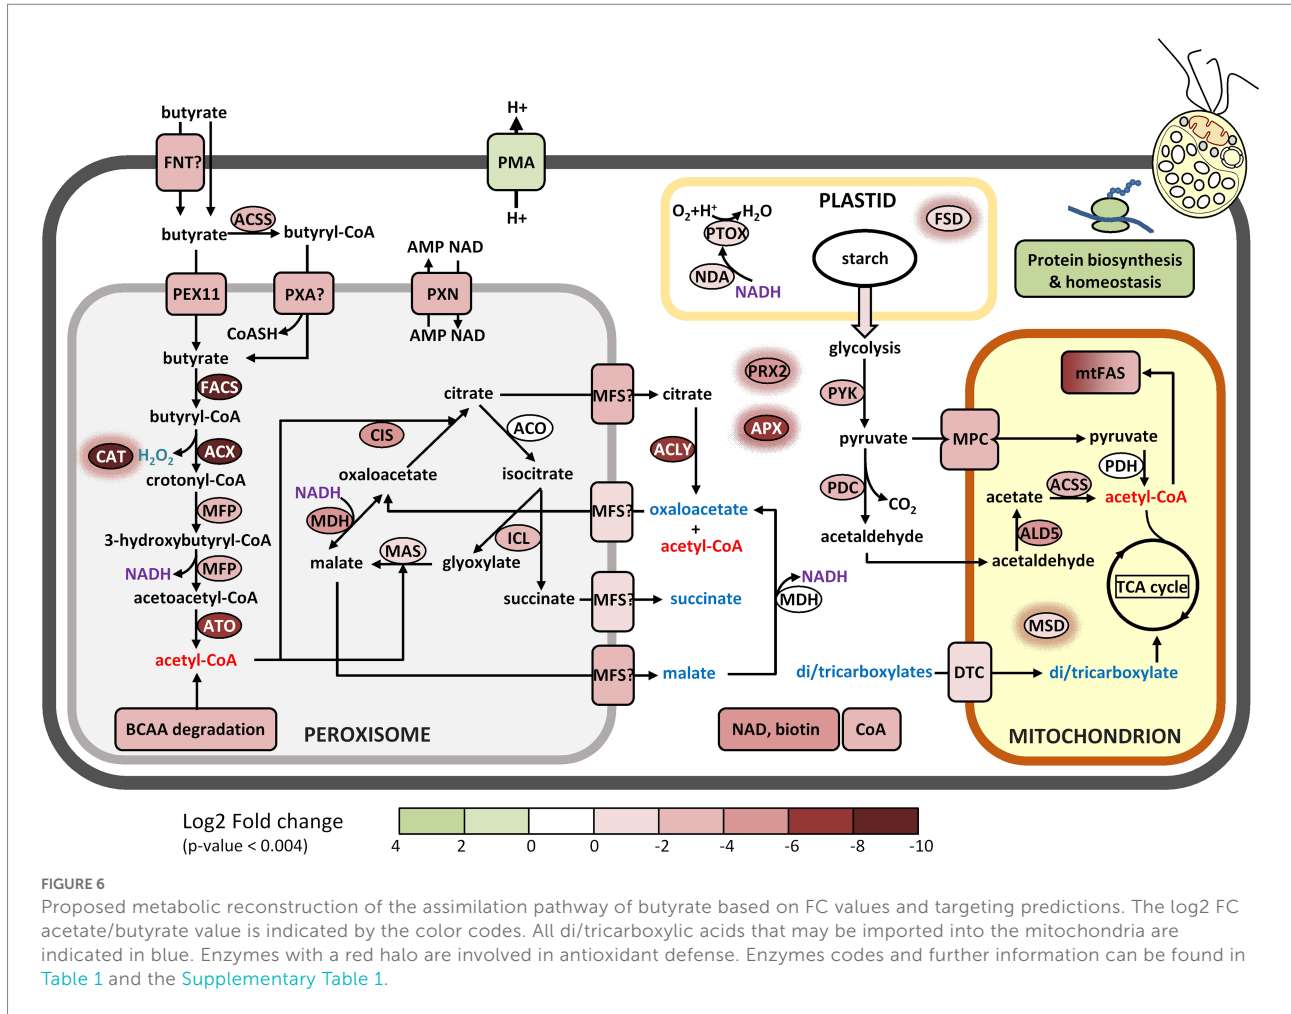 butyrate
FNT?
H+
PMA
H+
ACSS
butyrate
butyryl-CoA
AMP NAD
PEX11
PXA?
PXN
CoASH
AMP NAD
butyrate
FACS
butyryl-CoA
CAT
H₂O₂
ACX
crotonyl-CoA
MFP
3-hydroxybutyryl-CoA
NADH
MFP
acetoacetyl-CoA
ATO
acetyl-CoA
BCAA degradation
PEROXISOME
citrate
CIS
ACO
oxaloacetate
isocitrate
NADH
MDH
ICL
MAS
malate
glyoxylate
succinate
MFS?
citrate
ACLY
MFS?
oxaloacetate
+
acetyl-CoA
MFS?
succinate
MFS?
malate
NADH
MDH
PRX2
APX
O₂+H⁺
H₂O
PLASTID
FSD
PTOX
starch
NDA
NADH
glycolysis
PYK
pyruvate
PDC
CO₂
acetaldehyde
Protein biosynthesis
& homeostasis
mtFAS
MPC
pyruvate
PDH
ACSS
acetate
acetyl-CoA
ALD5
acetaldehyde
TCA cycle
MSD
di/tricarboxylates
DTC
di/tricarboxylate
NAD, biotin
CoA
MITOCHONDRION
Log2 Fold change
(p-value < 0.004)
4 2 0 0 -2 -4 -6 -8 -10
FIGURE 6
Proposed metabolic reconstruction of the assimilation pathway of butyrate based on FC values and targeting predictions. The log2 FC
acetate/butyrate value is indicated by the color codes. All di/tricarboxylic acids that may be imported into the mitochondria are
indicated in blue. Enzymes with a red halo are involved in antioxidant defense. Enzymes codes and further information can be found in
Table 1 and the Supplementary Table 1.